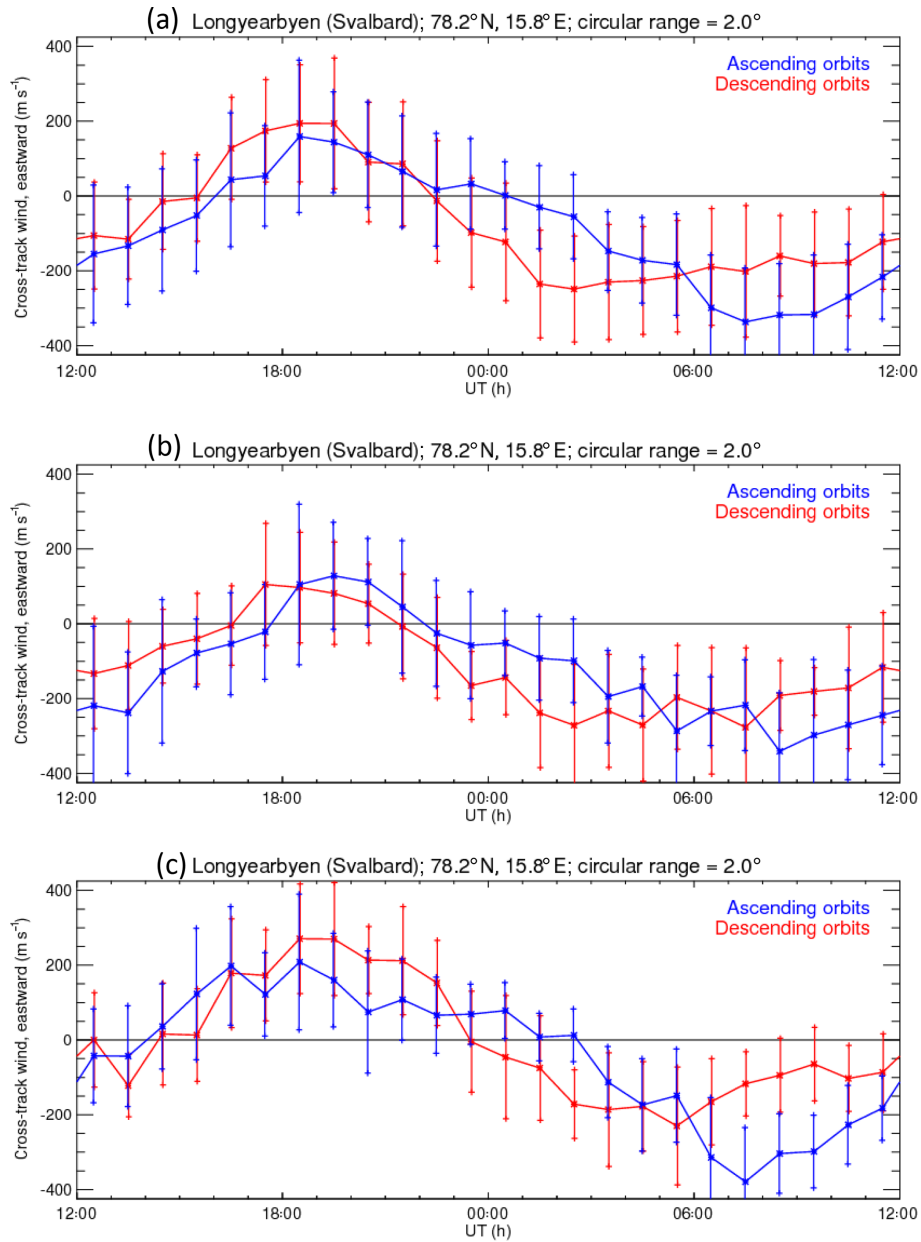 (a) Longyearbyen (Svalbard); 78.2°N, 15.8°E; circular range = 2.0°
Cross-track wind, eastward (m s⁻¹)
400
200
0
-200
-400
Ascending orbits
Descending orbits
12:00 18:00 00:00 06:00 12:00
UT (h)
(b) Longyearbyen (Svalbard); 78.2°N, 15.8°E; circular range = 2.0°
Cross-track wind, eastward (m s⁻¹)
400
200
0
-200
-400
Ascending orbits
Descending orbits
12:00 18:00 00:00 06:00 12:00
UT (h)
(c) Longyearbyen (Svalbard); 78.2°N, 15.8°E; circular range = 2.0°
Cross-track wind, eastward (m s⁻¹)
400
200
0
-200
-400
Ascending orbits
Descending orbits
12:00 18:00 00:00 06:00 12:00
UT (h)